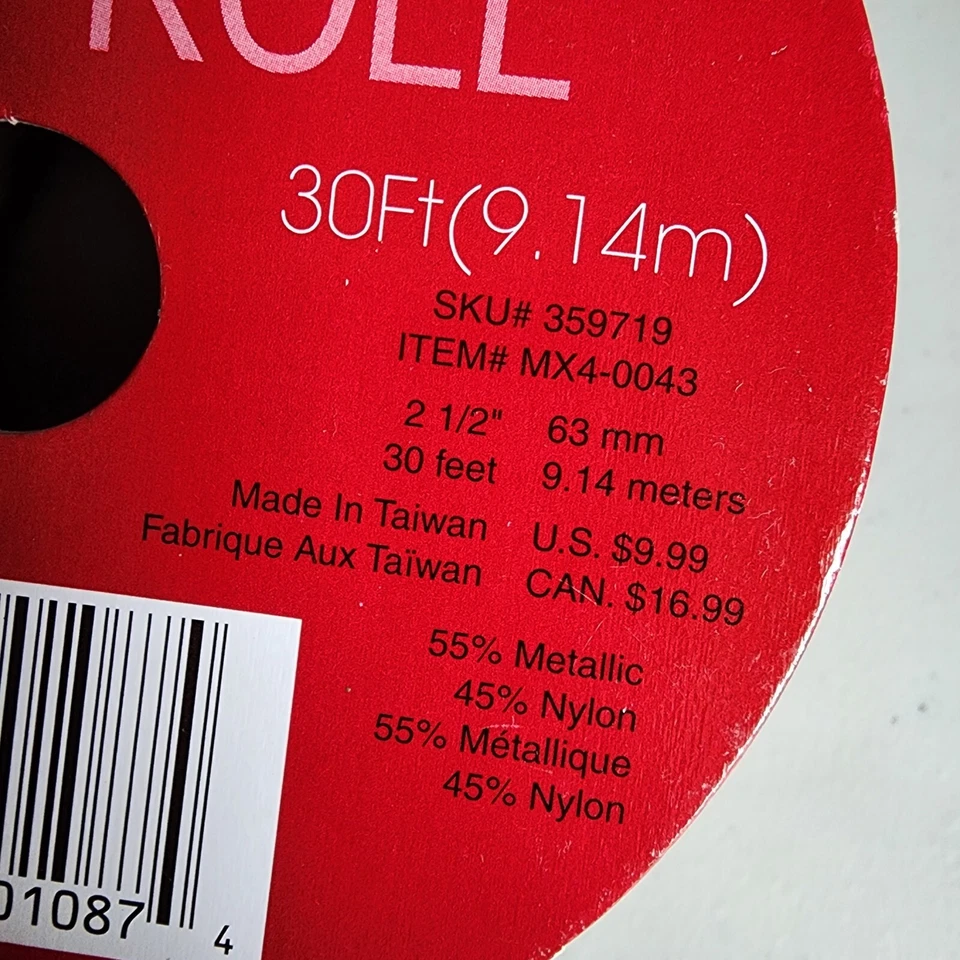 ROLL
30Ft(9.14m)
SKU# 359719
ITEM# MX4-0043
2 1/2" 63 mm
30 feet 9.14 meters
Made In Taiwan U.S. $9.99
Fabrique Aux Taïwan CAN. $16.99
55% Metallic
45% Nylon
55% Métallique
45% Nylon
01087 4